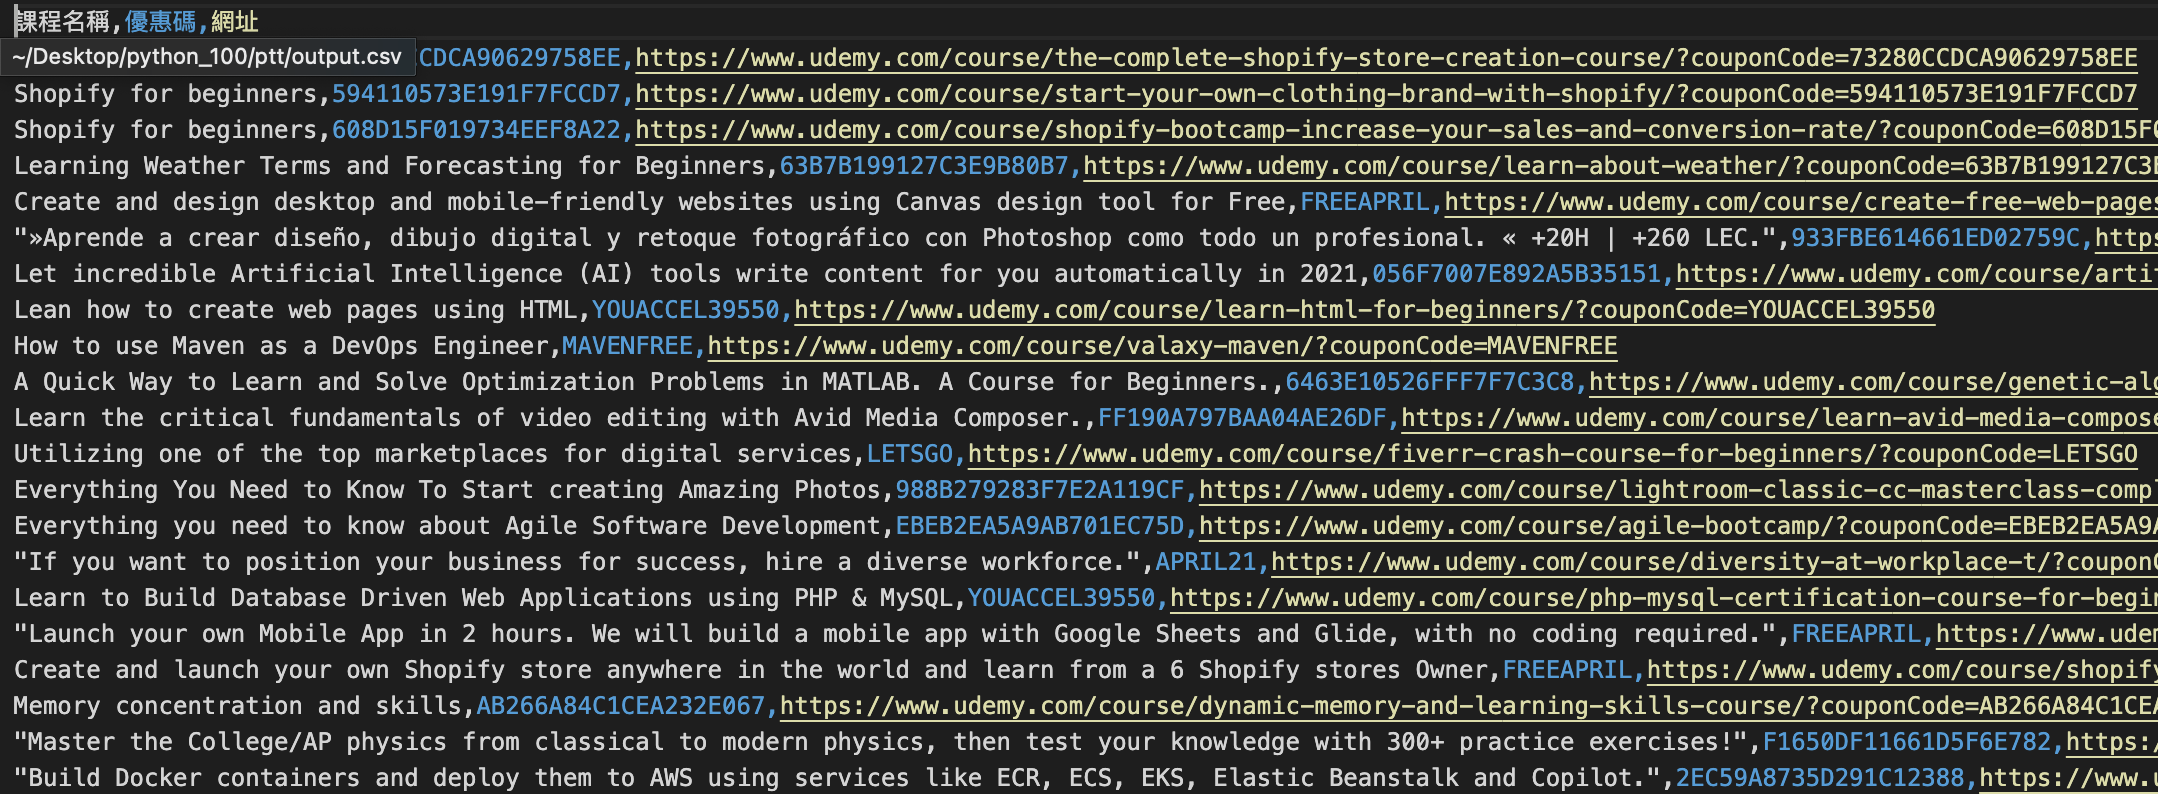 課程名稱,優惠碼,網址
~/Desktop/python_100/ptt/output.csv CDCA90629758EE,https://www.udemy.com/course/the-complete-shopify-store-creation-course/?couponCode=73280CCDCA90629758EE
Shopify for beginners,594110573E191F7FCCD7,https://www.udemy.com/course/start-your-own-clothing-brand-with-shopify/?couponCode=594110573E191F7FCCD7
Shopify for beginners,608D15F019734EEF8A22,https://www.udemy.com/course/shopify-bootcamp-increase-your-sales-and-conversion-rate/?couponCode=608D15F
Learning Weather Terms and Forecasting for Beginners,63B7B199127C3E9B80B7,https://www.udemy.com/course/learn-about-weather/?couponCode=63B7B199127C3
Create and design desktop and mobile-friendly websites using Canvas design tool for Free,FREEAPRIL,https://www.udemy.com/course/create-free-web-pages
"»Aprende a crear diseño, dibujo digital y retoque fotográfico con Photoshop como todo un profesional. « +20H | +260 LEC.",933FBE614661ED02759C,https
Let incredible Artificial Intelligence (AI) tools write content for you automatically in 2021,056F7007E892A5B35151,https://www.udemy.com/course/arti
Lean how to create web pages using HTML,YOUACCEL39550,https://www.udemy.com/course/learn-html-for-beginners/?couponCode=YOUACCEL39550
How to use Maven as a DevOps Engineer,MAVENFREE,https://www.udemy.com/course/valaxy-maven/?couponCode=MAVENFREE
A Quick Way to Learn and Solve Optimization Problems in MATLAB. A Course for Beginners.,6463E10526FFF7F7C3C8,https://www.udemy.com/course/genetic-alg
Learn the critical fundamentals of video editing with Avid Media Composer.,FF190A797BAA04AE26DF,https://www.udemy.com/course/learn-avid-media-compose
Utilizing one of the top marketplaces for digital services,LETSGO,https://www.udemy.com/course/fiverr-crash-course-for-beginners/?couponCode=LETSGO
Everything You Need to Know To Start creating Amazing Photos,988B279283F7E2A119CF,https://www.udemy.com/course/lightroom-classic-cc-masterclass-comp
Everything you need to know about Agile Software Development,EBEB2EA5A9AB701EC75D,https://www.udemy.com/course/agile-bootcamp/?couponCode=EBEB2EA5A9A
"If you want to position your business for success, hire a diverse workforce.",APRIL21,https://www.udemy.com/course/diversity-at-workplace-t/?coupon
Learn to Build Database Driven Web Applications using PHP & MySQL,YOUACCEL39550,https://www.udemy.com/course/php-mysql-certification-course-for-begi
"Launch your own Mobile App in 2 hours. We will build a mobile app with Google Sheets and Glide, with no coding required.",FREEAPRIL,https://www.udem
Create and launch your own Shopify store anywhere in the world and learn from a 6 Shopify stores Owner,FREEAPRIL,https://www.udemy.com/course/shopify
Memory concentration and skills,AB266A84C1CEA232E067,https://www.udemy.com/course/dynamic-memory-and-learning-skills-course/?couponCode=AB266A84C1CEA
"Master the College/AP physics from classical to modern physics, then test your knowledge with 300+ practice exercises!",F1650DF11661D5F6E782,https:/
"Build Docker containers and deploy them to AWS using services like ECR, ECS, EKS, Elastic Beanstalk and Copilot.",2EC59A8735D291C12388,https://www.